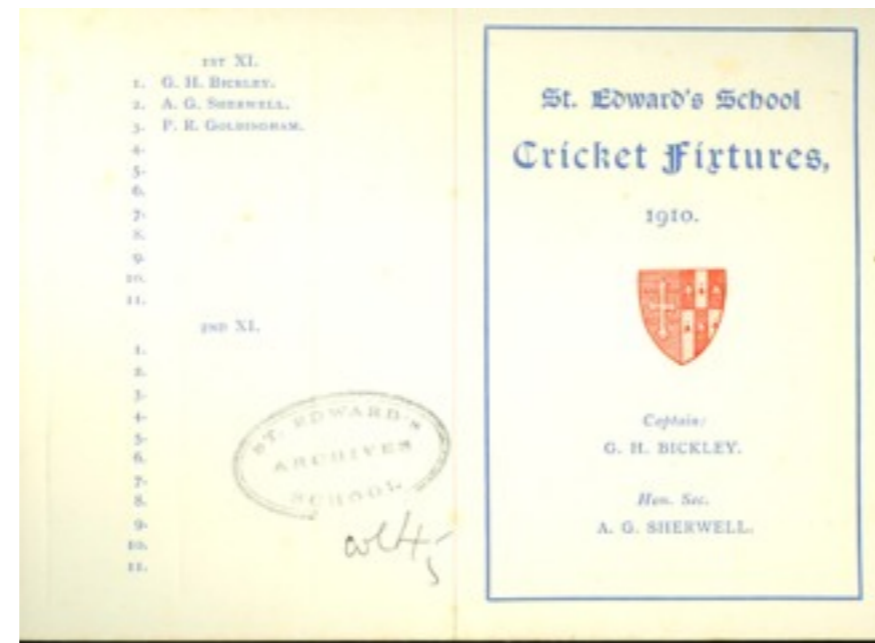 1ST XI.
1. G. H. BICKLEY.
2. A. G. SHERWELL.
3. P. R. GOLDINGHAM.
4.
5.
6.
7.
8.
9.
10.
11.
2ND XI.
1.
2.
3.
4.
5.
6.
7.
8.
9.
10.
11.
ST. EDWARD'S
ARCHIVES
SCHOOL
St. Edward's School
Cricket Fixtures,
1910.
Captain:
G. H. BICKLEY.
Hon. Sec.
A. G. SHERWELL.